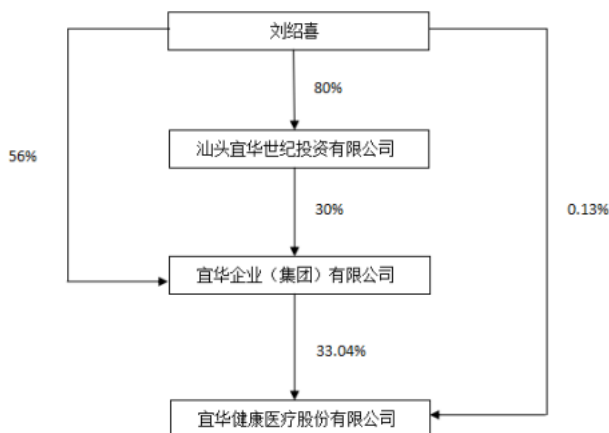 刘绍喜
80%
汕头宜华世纪投资有限公司
56%
30%
0.13%
宜华企业（集团）有限公司
33.04%
宜华健康医疗股份有限公司